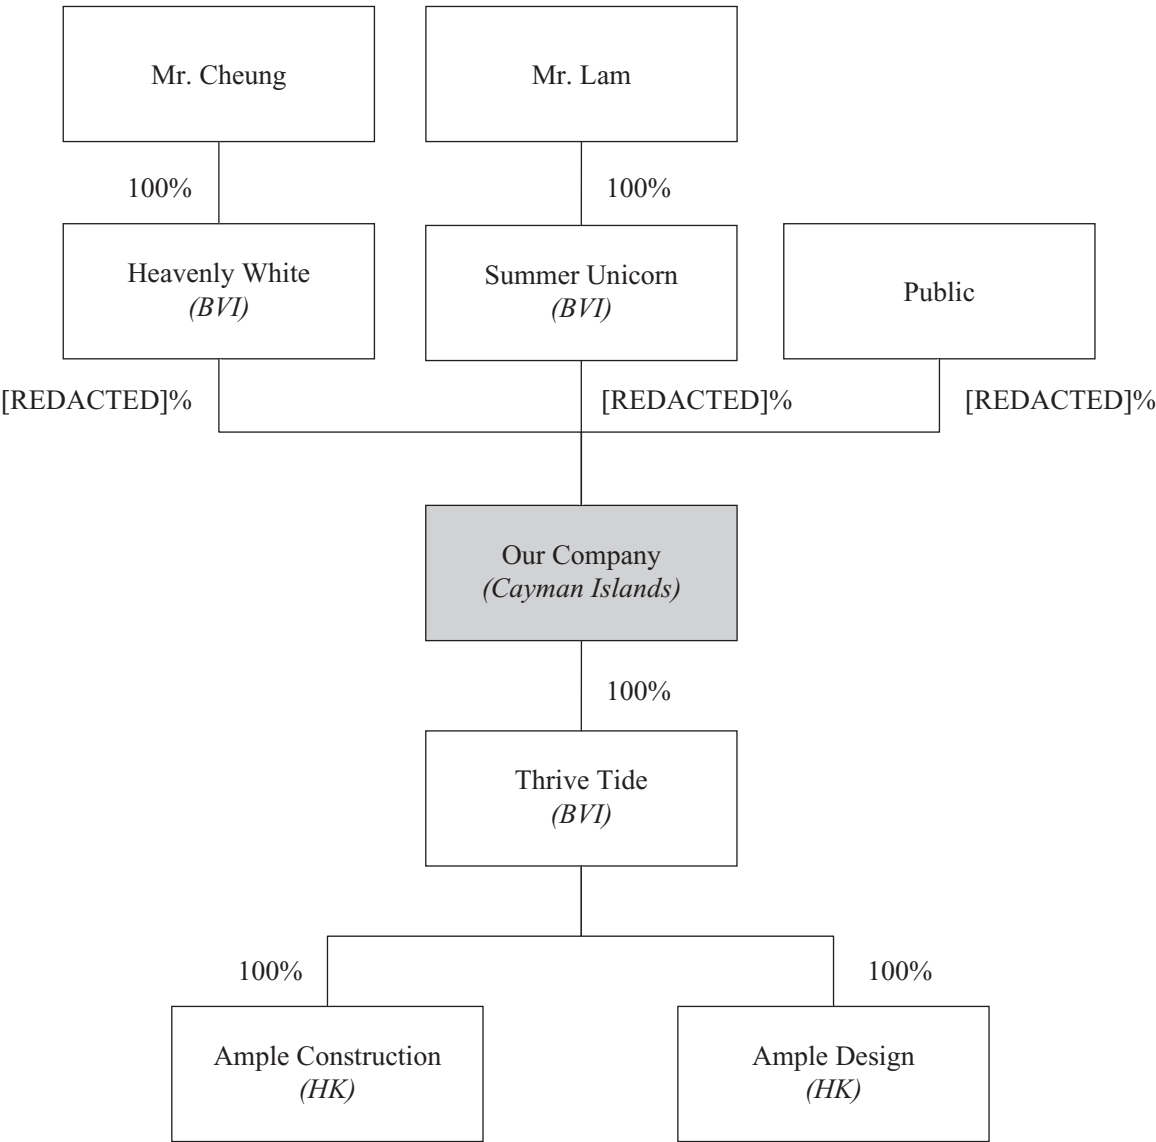 Mr. Cheung
Mr. Lam
100%
100%
Heavenly White
(BVI)
Summer Unicorn
(BVI)
Public
[REDACTED]%
[REDACTED]%
[REDACTED]%
Our Company
(Cayman Islands)
100%
Thrive Tide
(BVI)
100%
100%
Ample Construction
(HK)
Ample Design
(HK)